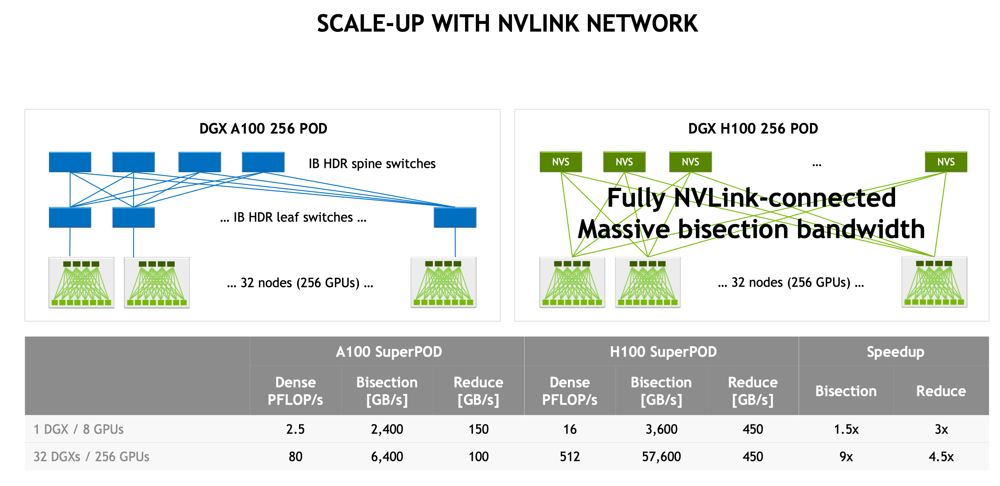 SCALE-UP WITH NVLINK NETWORK
DGX A100 256 POD
IB HDR spine switches
... IB HDR leaf switches ...
... 32 nodes (256 GPUs) ...
DGX H100 256 POD
NVS NVS NVS ... NVS
Fully NVLink-connected
Massive bisection bandwidth
... 32 nodes (256 GPUs) ...
A100 SuperPOD H100 SuperPOD Speedup
Dense Bisection Reduce Dense Bisection Reduce
PFLOP/s [GB/s] [GB/s] PFLOP/s [GB/s] [GB/s] Bisection Reduce
1 DGX / 8 GPUs 2.5 2,400 150 16 3,600 450 1.5x 3x
32 DGXs / 256 GPUs 80 6,400 100 512 57,600 450 9x 4.5x